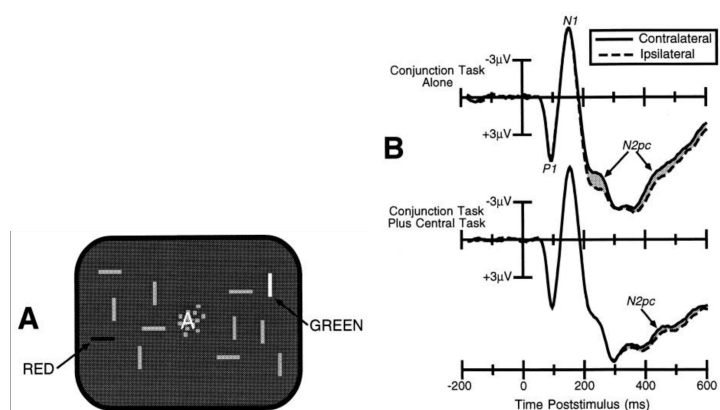 A
A
RED
GREEN
B
N1
Contralateral
Ipsilateral
Conjunction Task
Alone
-3μV
+3μV
N2pc
P1
Conjunction Task
Plus Central Task
-3μV
+3μV
N2pc
-200 0 200 400 600
Time Poststimulus (ms)